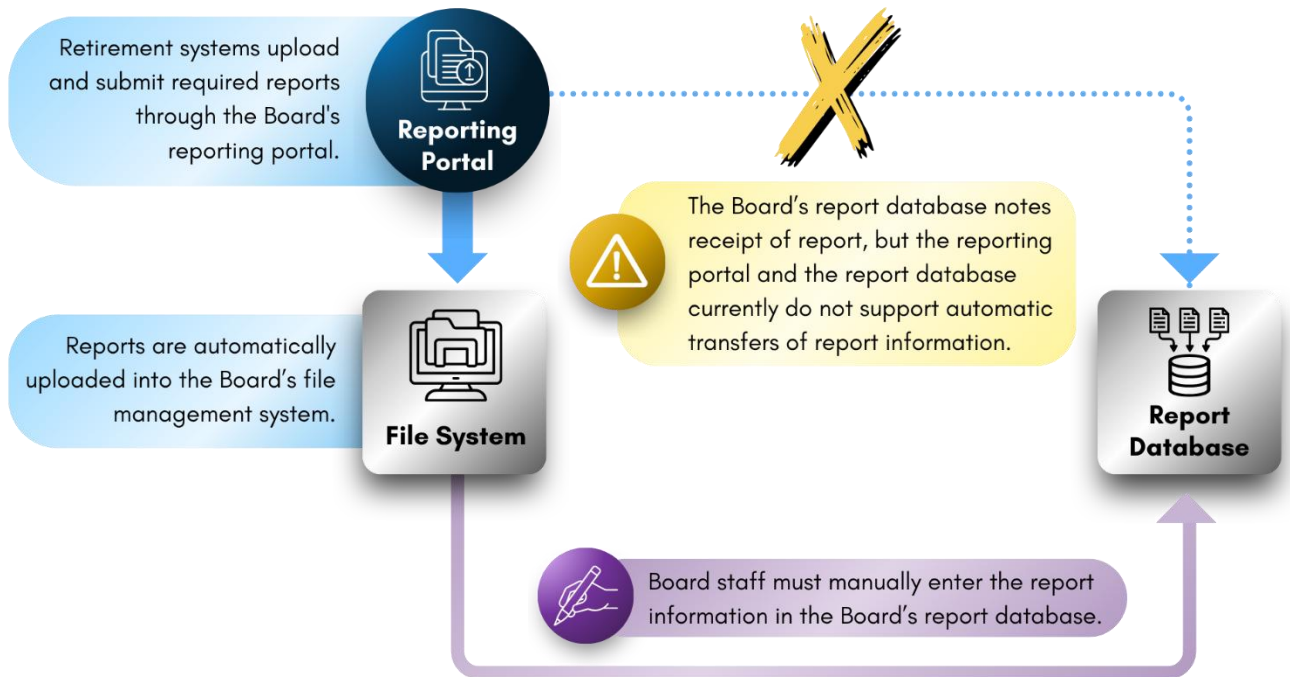 Retirement systems upload
and submit required reports
through the Board's
reporting portal.
Reporting
Portal
The Board’s report database notes
receipt of report, but the reporting
portal and the report database
currently do not support automatic
transfers of report information.
Reports are automatically
uploaded into the Board’s file
management system.
File System
Report
Database
Board staff must manually enter the report
information in the Board’s report database.